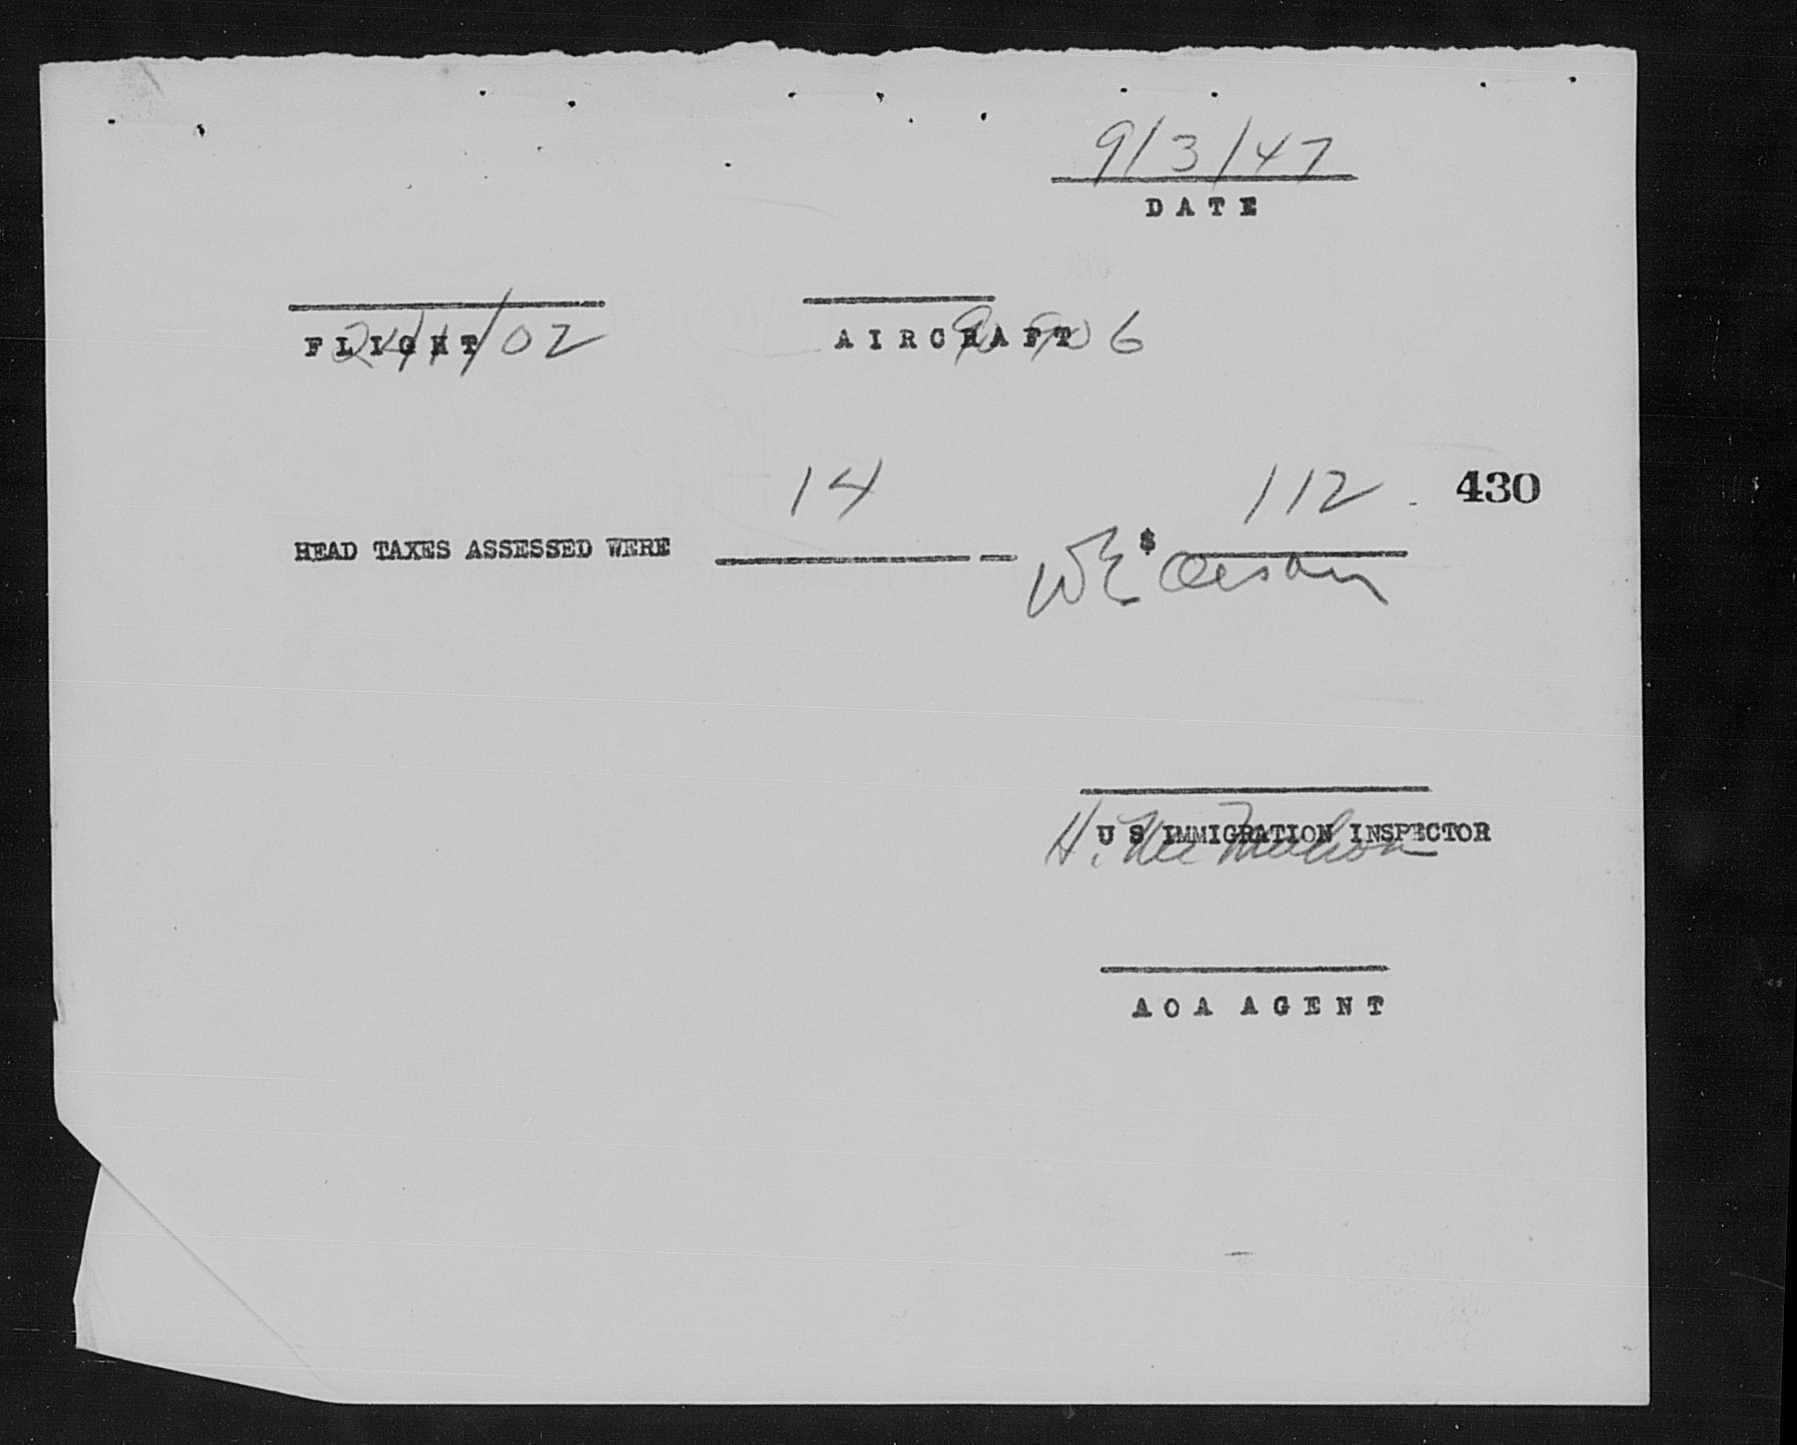 9/3/47
DATE
FLIGHT
AIRCRAFT
14
112
430
HEAD TAXES ASSESSED WERE $
U S IMMIGRATION INSPECTOR
AOA AGENT